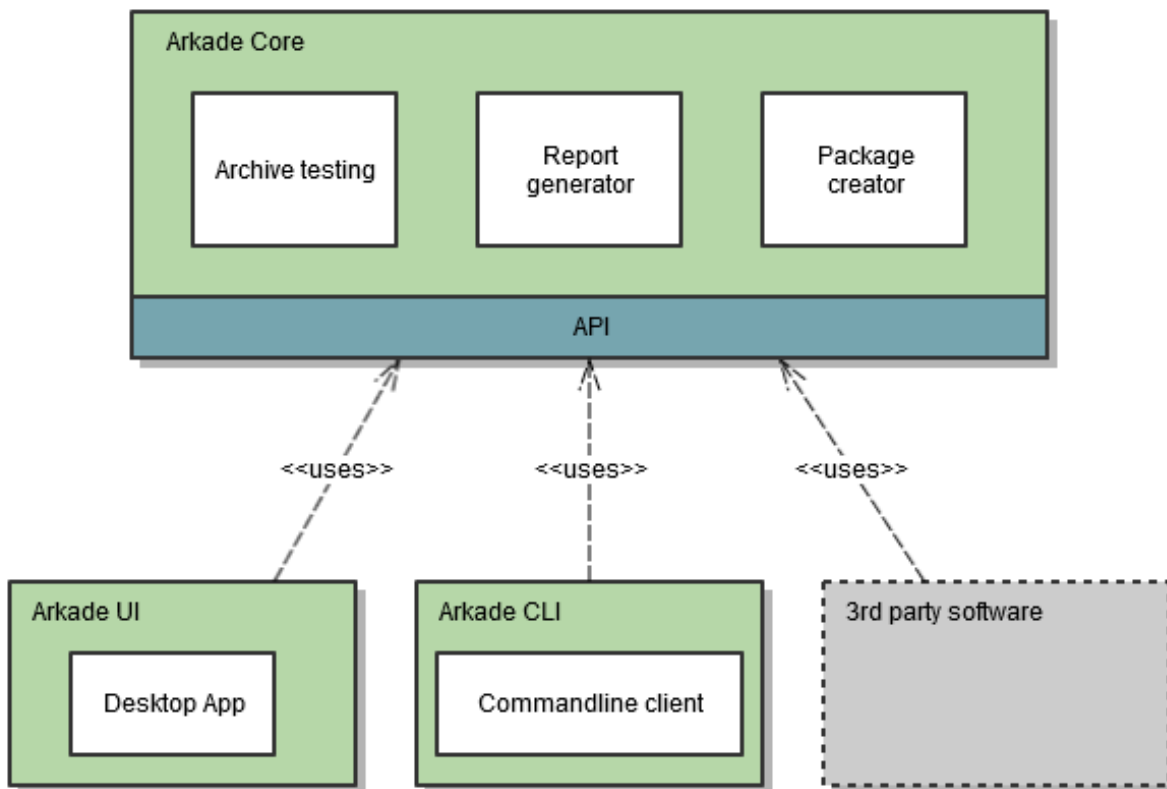 Arkade Core
Archive testing
Report
generator
Package
creator
API
<<uses>>
<<uses>>
<<uses>>
Arkade UI
Desktop App
Arkade CLI
Commandline client
3rd party software